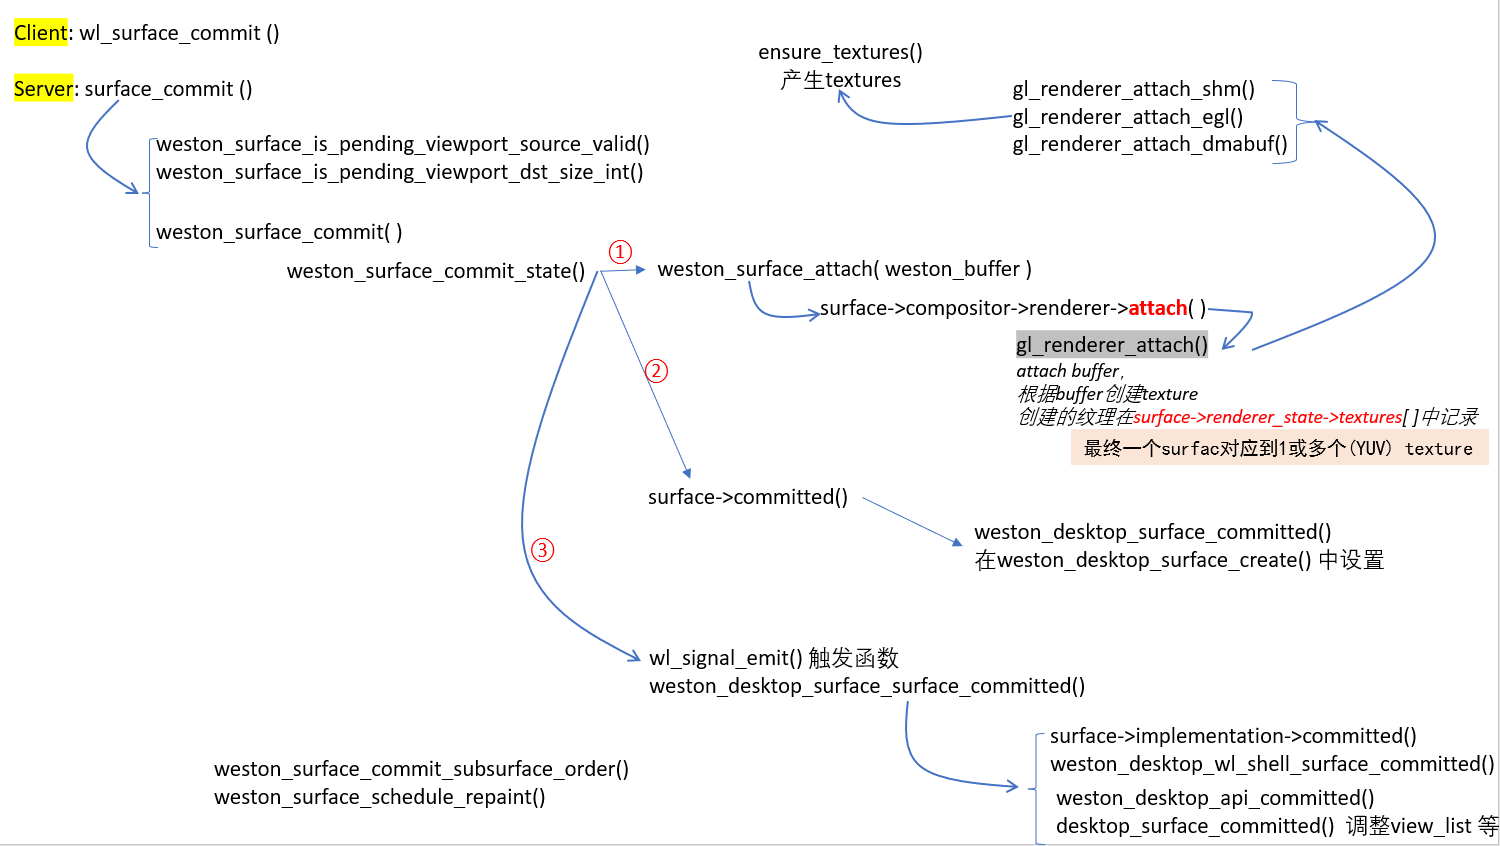 Client: wl_surface_commit ()
Server: surface_commit ()
weston_surface_is_pending_viewport_source_valid()
weston_surface_is_pending_viewport_dst_size_int()
weston_surface_commit( )
weston_surface_commit_state()
①
weston_surface_attach( weston_buffer )
surface->compositor->renderer->attach( )
gl_renderer_attach()
attach buffer，
根据buffer创建texture
创建的纹理在surface->renderer_state->textures[ ]中记录
最终一个surfac对应到1或多个(YUV) texture
gl_renderer_attach_shm()
gl_renderer_attach_egl()
gl_renderer_attach_dmabuf()
ensure_textures()
产生textures
②
surface->committed()
weston_desktop_surface_committed()
在weston_desktop_surface_create() 中设置
③
wl_signal_emit() 触发函数
weston_desktop_surface_surface_committed()
surface->implementation->committed()
weston_desktop_wl_shell_surface_committed()
weston_desktop_api_committed()
desktop_surface_committed() 调整view_list 等
weston_surface_commit_subsurface_order()
weston_surface_schedule_repaint()